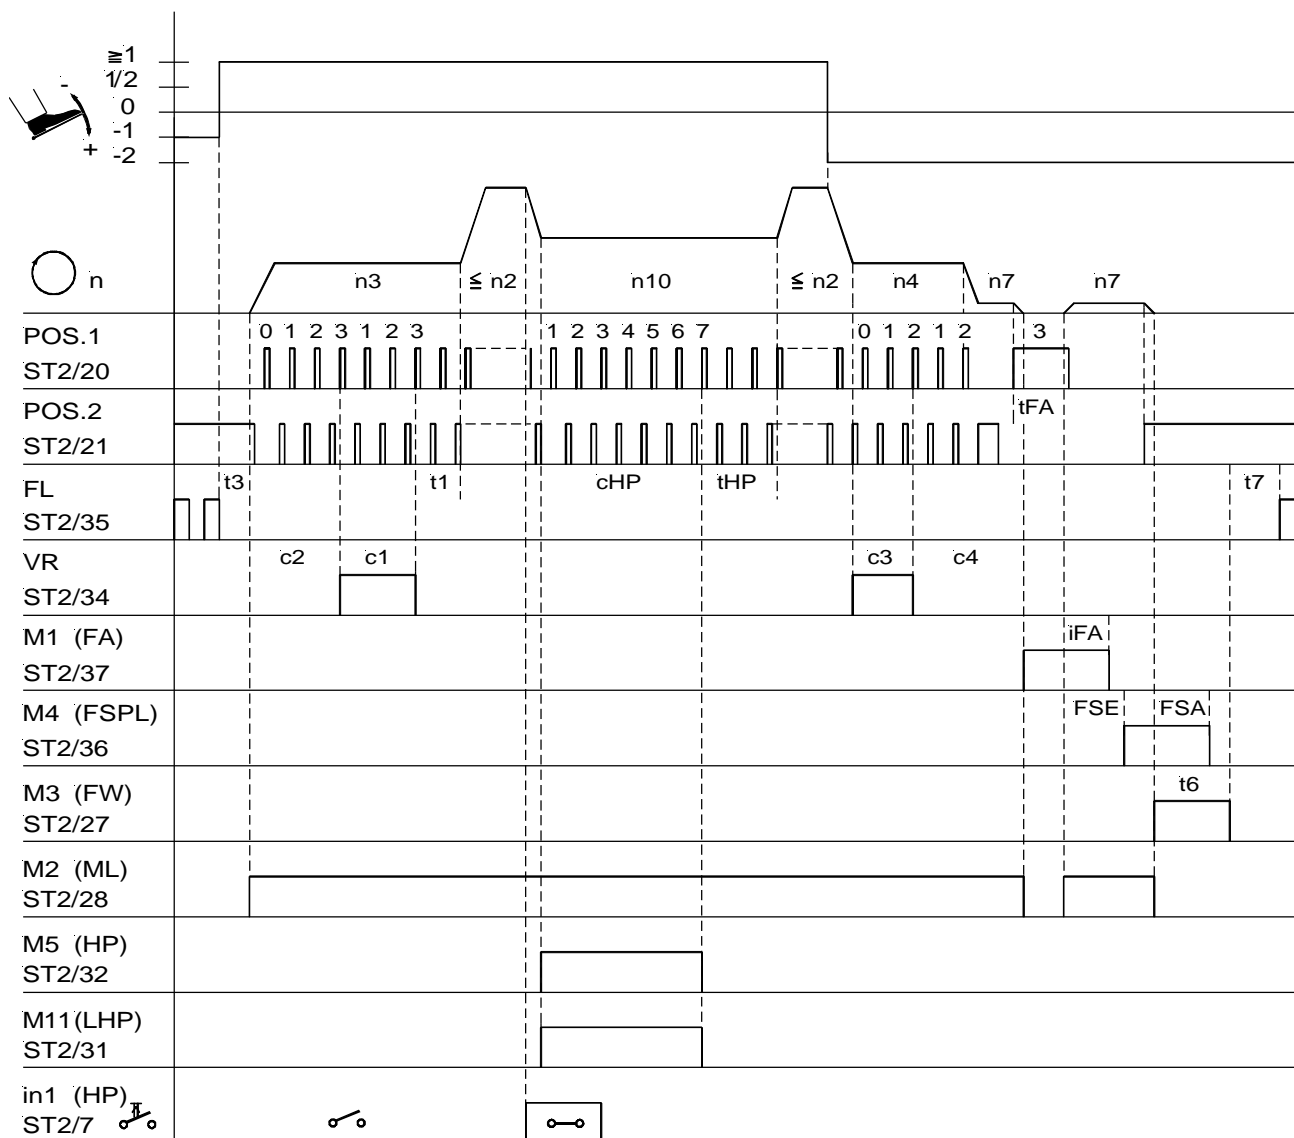 ≧1
1/2
-
0
-1
+
-2
n
n3
≦ n2
n10
≦ n2
n4
n7
n7
POS.1
0 1 2 3 1 2 3
1 2 3 4 5 6 7
0 1 2 1 2
3
ST2/20
POS.2
tFA
ST2/21
FL
t3
t1
cHP
tHP
t7
ST2/35
VR
c2
c1
c3
c4
ST2/34
M1 (FA)
iFA
ST2/37
M4 (FSPL)
FSE
FSA
ST2/36
M3 (FW)
t6
ST2/27
M2 (ML)
ST2/28
M5 (HP)
ST2/32
M11(LHP)
ST2/31
in1 (HP)
ST2/7